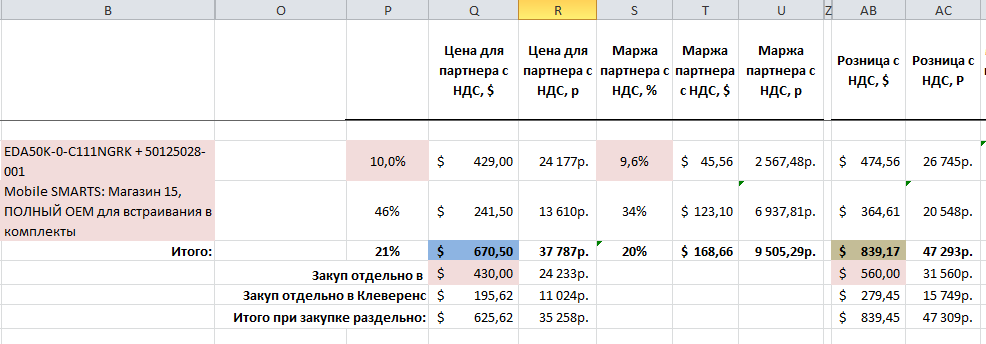 B O P Q R S T U Z AB AC
Цена для партнера с НДС, $ Цена для партнера с НДС, р Маржа партнера с НДС, % Маржа партнера с НДС, $ Маржа партнера с НДС, р Розница с НДС, $ Розница с НДС, Р
EDA50K-0-C111NGRK + 50125028-001 10,0% $ 429,00 24 177р. 9,6% $ 45,56 2 567,48р. $ 474,56 26 745р.
Mobile SMARTS: Магазин 15, ПОЛНЫЙ OEM для встраивания в комплекты 46% $ 241,50 13 610р. 34% $ 123,10 6 937,81р. $ 364,61 20 548р.
Итого: 21% $ 670,50 37 787р. 20% $ 168,66 9 505,29р. $ 839,17 47 293р.
Закуп отдельно в $ 430,00 24 233р. $ 560,00 31 560р.
Закуп отдельно в Клеверенс $ 195,62 11 024р. $ 279,45 15 749р.
Итого при закупке раздельно: $ 625,62 35 258р. $ 839,45 47 309р.